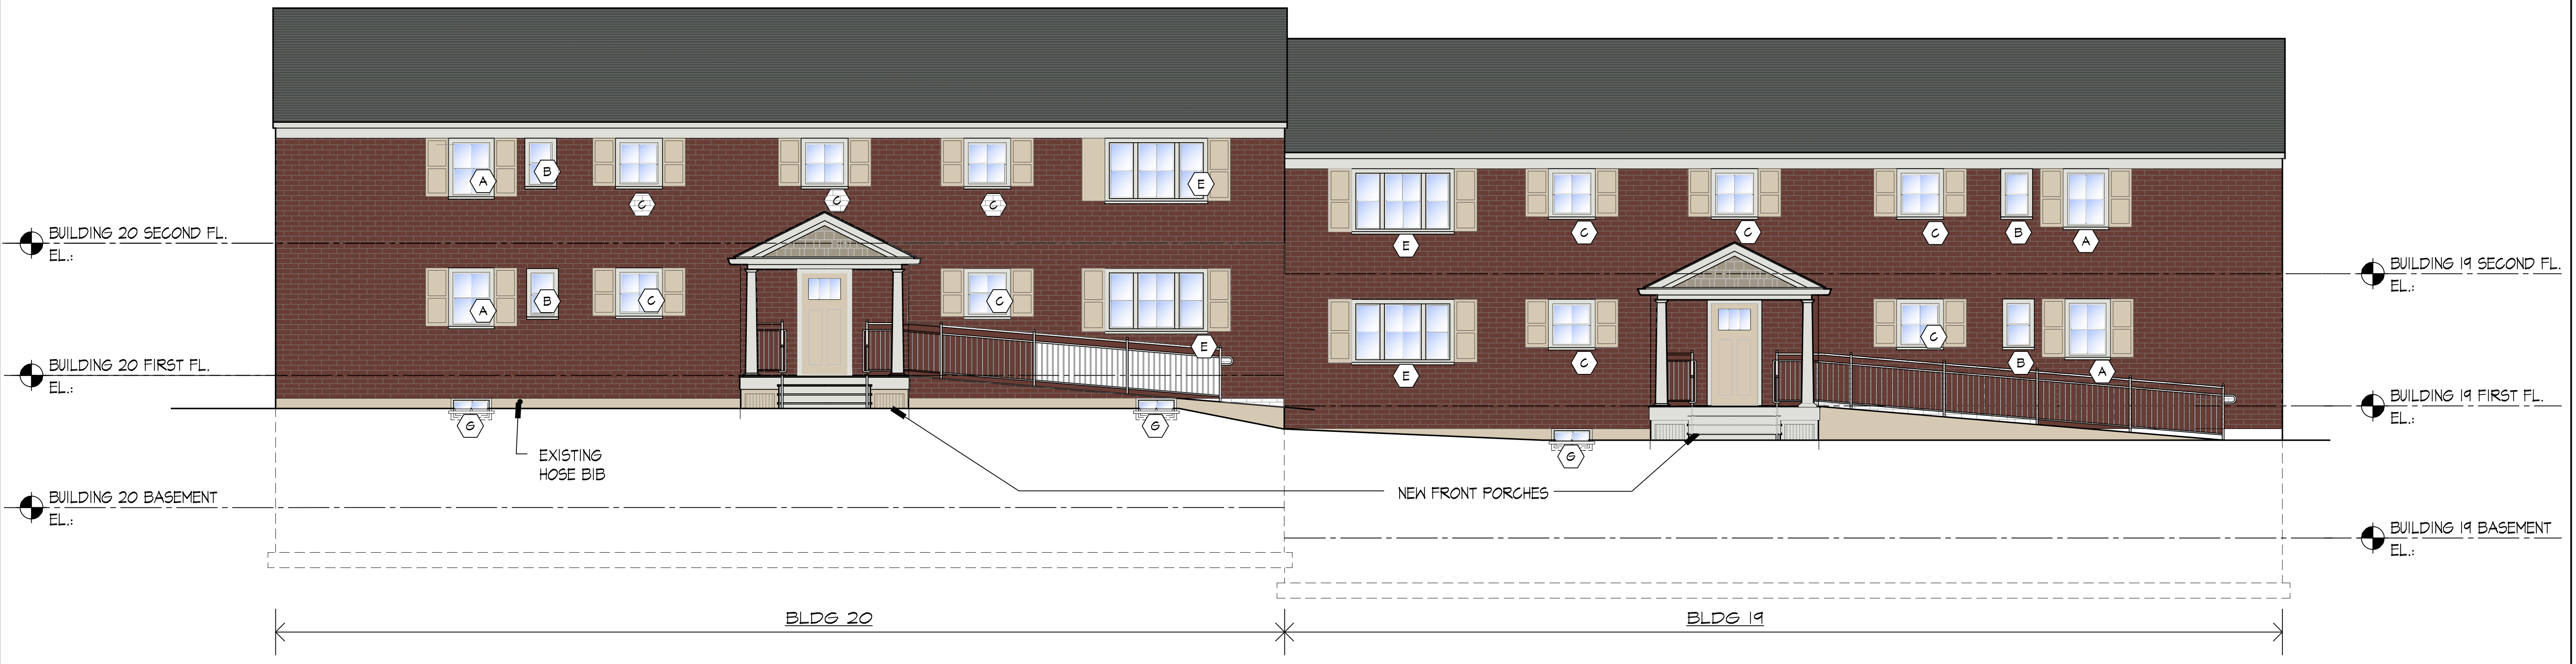 A
B
C
C
C
E
E
C
C
C
B
A
BUILDING 20 SECOND FL.
EL.:
BUILDING 19 SECOND FL.
EL.:
A
B
C
C
E
E
C
C
B
A
BUILDING 20 FIRST FL.
EL.:
BUILDING 19 FIRST FL.
EL.:
G
G
G
EXISTING
HOSE BIB
NEW FRONT PORCHES
BUILDING 20 BASEMENT
EL.:
BUILDING 19 BASEMENT
EL.:
BLDG 20
BLDG 19